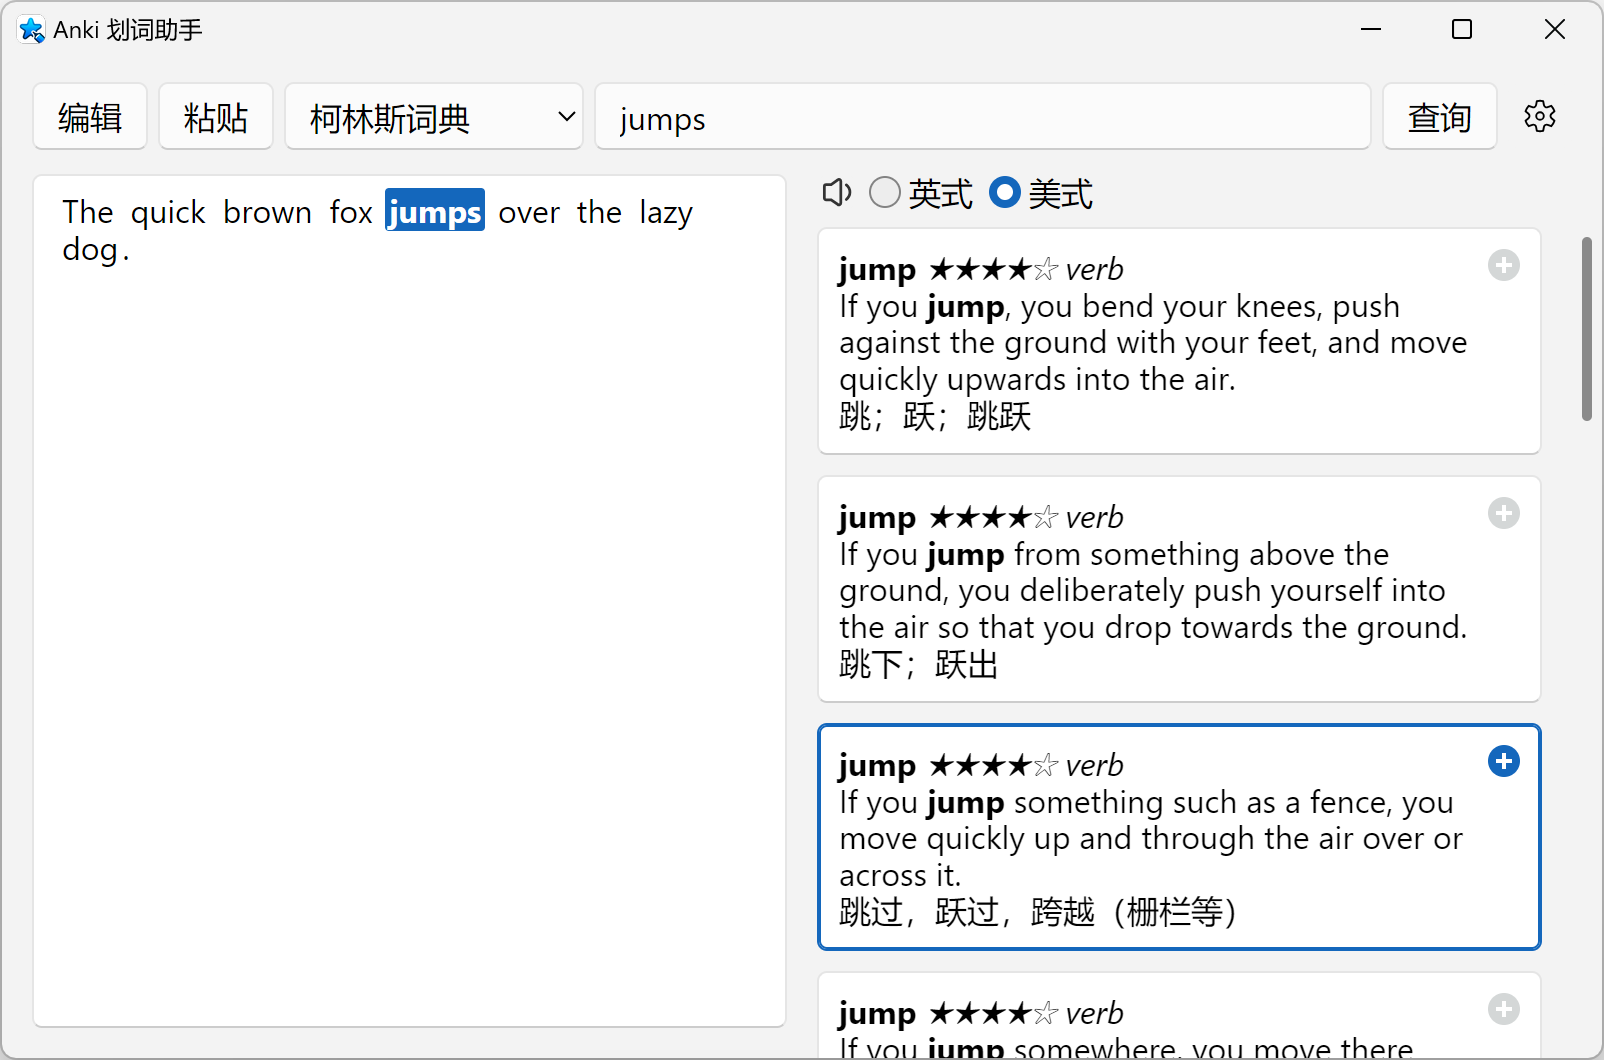 Anki 划词助手
编辑 粘贴 柯林斯词典 jumps 查询
The quick brown fox jumps over the lazy
dog.
英式 美式
jump ★★★★☆ verb
If you jump, you bend your knees, push
against the ground with your feet, and move
quickly upwards into the air.
跳；跃；跳跃
jump ★★★★☆ verb
If you jump from something above the
ground, you deliberately push yourself into
the air so that you drop towards the ground.
跳下；跃出
jump ★★★★☆ verb
If you jump something such as a fence, you
move quickly up and through the air over or
across it.
跳过，跃过，跨越（栅栏等）
jump ★★★★☆ verb
If you jump somewhere, you move there